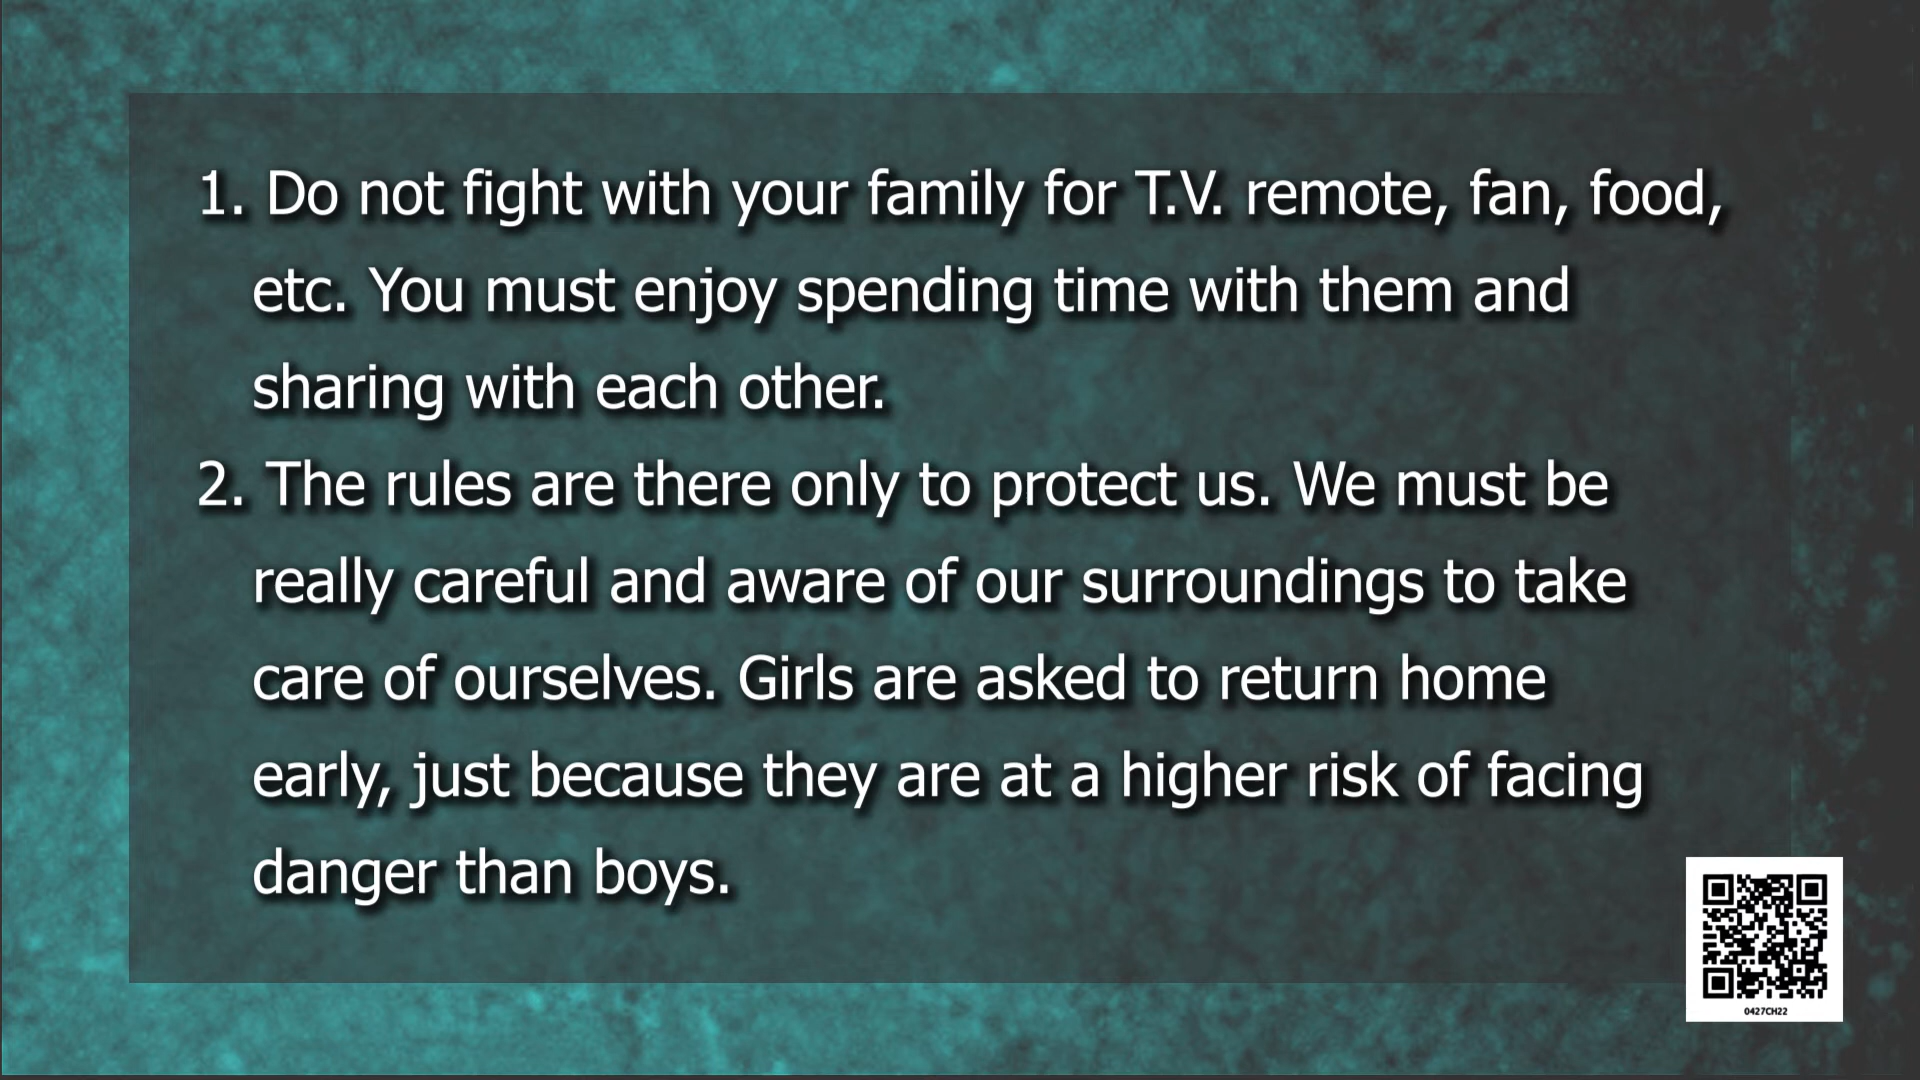 1. Do not fight with your family for T.V. remote, fan, food,
etc. You must enjoy spending time with them and
sharing with each other.
2. The rules are there only to protect us. We must be
really careful and aware of our surroundings to take
care of ourselves. Girls are asked to return home
early, just because they are at a higher risk of facing
danger than boys.
0427CH22